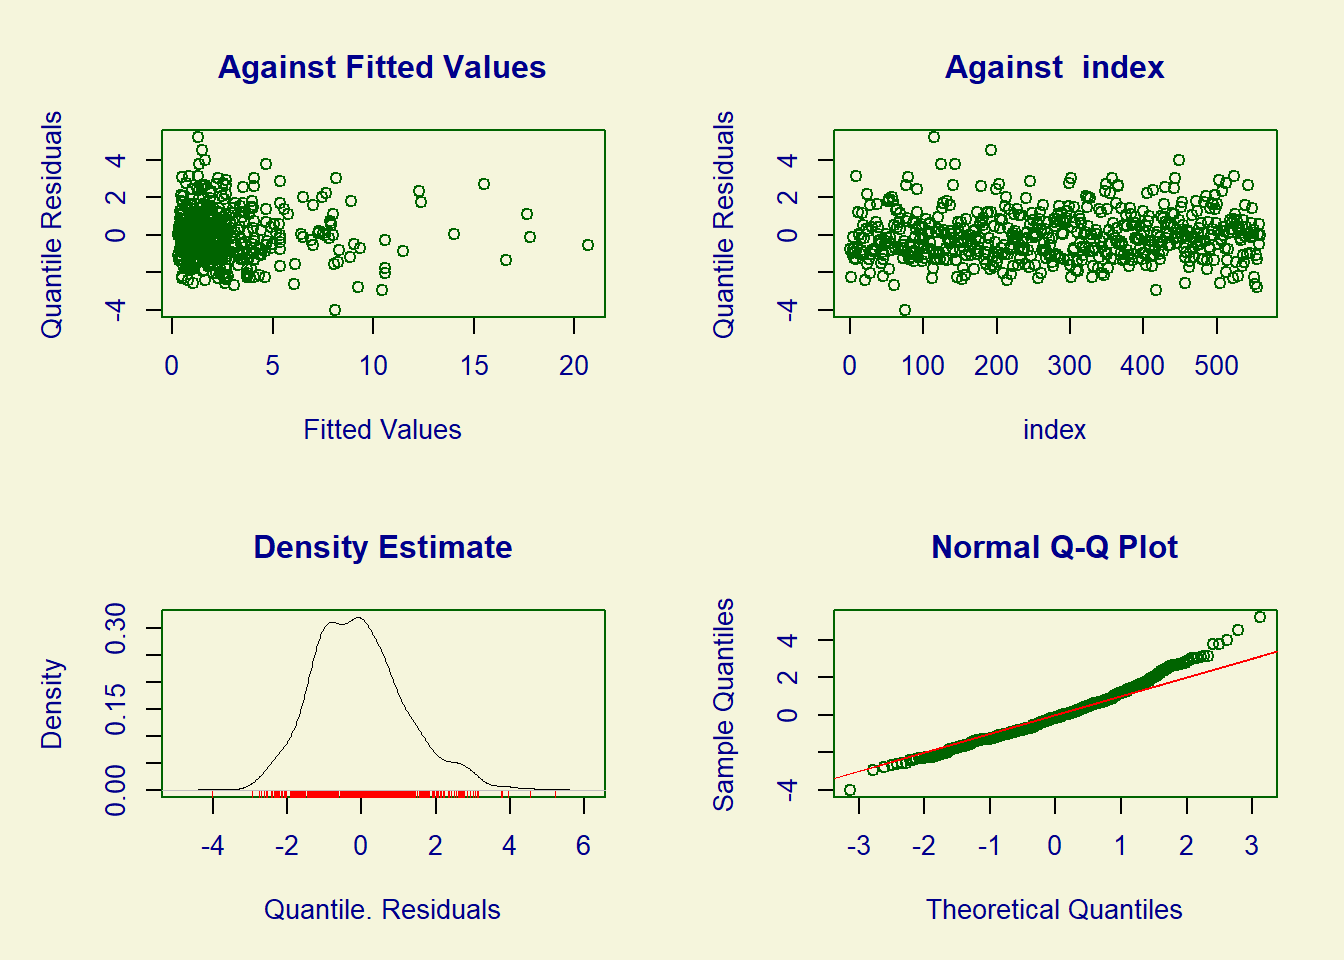 Against Fitted Values
Quantile Residuals
-4 0 2 4
0 5 10 15 20
Fitted Values
Against  index
Quantile Residuals
-4 0 2 4
0 100 200 300 400 500
index
Density Estimate
Density
0.00 0.15 0.30
-4 -2 0 2 4 6
Quantile. Residuals
Normal Q-Q Plot
Sample Quantiles
-4 0 2 4
-3 -2 -1 0 1 2 3
Theoretical Quantiles